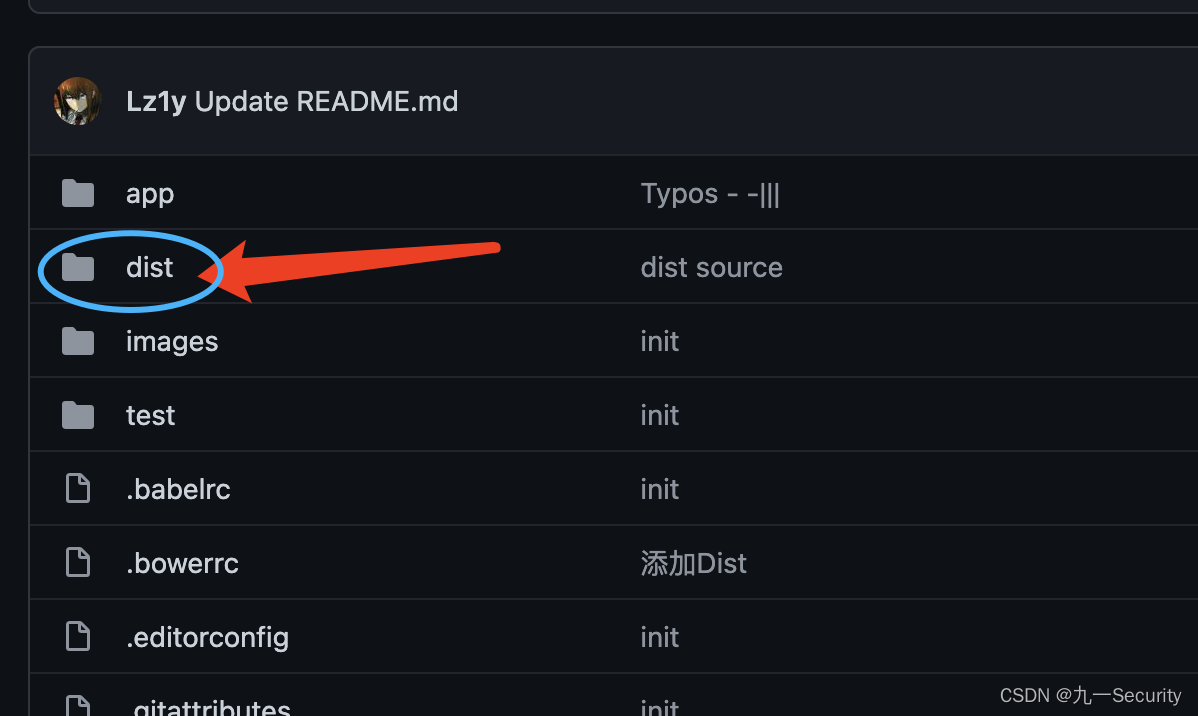 Lz1y Update README.md
app Typos - -|||
dist dist source
images init
test init
.babelrc init
.bowerrc 添加Dist
.editorconfig init
.gitattributes init
CSDN @九一Security